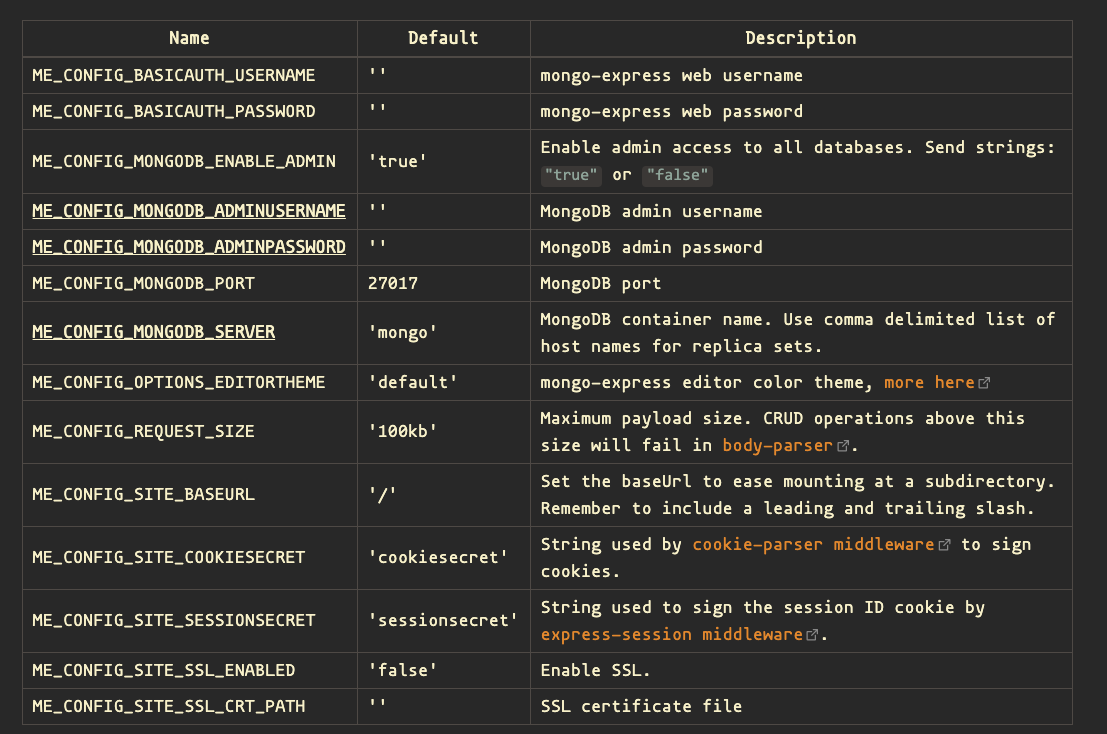 Name Default Description
ME_CONFIG_BASICAUTH_USERNAME '' mongo-express web username
ME_CONFIG_BASICAUTH_PASSWORD '' mongo-express web password
ME_CONFIG_MONGODB_ENABLE_ADMIN 'true' Enable admin access to all databases. Send strings:
"true" or "false"
ME_CONFIG_MONGODB_ADMINUSERNAME '' MongoDB admin username
ME_CONFIG_MONGODB_ADMINPASSWORD '' MongoDB admin password
ME_CONFIG_MONGODB_PORT 27017 MongoDB port
ME_CONFIG_MONGODB_SERVER 'mongo' MongoDB container name. Use comma delimited list of
host names for replica sets.
ME_CONFIG_OPTIONS_EDITORTHEME 'default' mongo-express editor color theme, more here
ME_CONFIG_REQUEST_SIZE '100kb' Maximum payload size. CRUD operations above this
size will fail in body-parser.
ME_CONFIG_SITE_BASEURL '/' Set the baseUrl to ease mounting at a subdirectory.
Remember to include a leading and trailing slash.
ME_CONFIG_SITE_COOKIESECRET 'cookiesecret' String used by cookie-parser middleware to sign
cookies.
ME_CONFIG_SITE_SESSIONSECRET 'sessionsecret' String used to sign the session ID cookie by
express-session middleware.
ME_CONFIG_SITE_SSL_ENABLED 'false' Enable SSL.
ME_CONFIG_SITE_SSL_CRT_PATH '' SSL certificate file